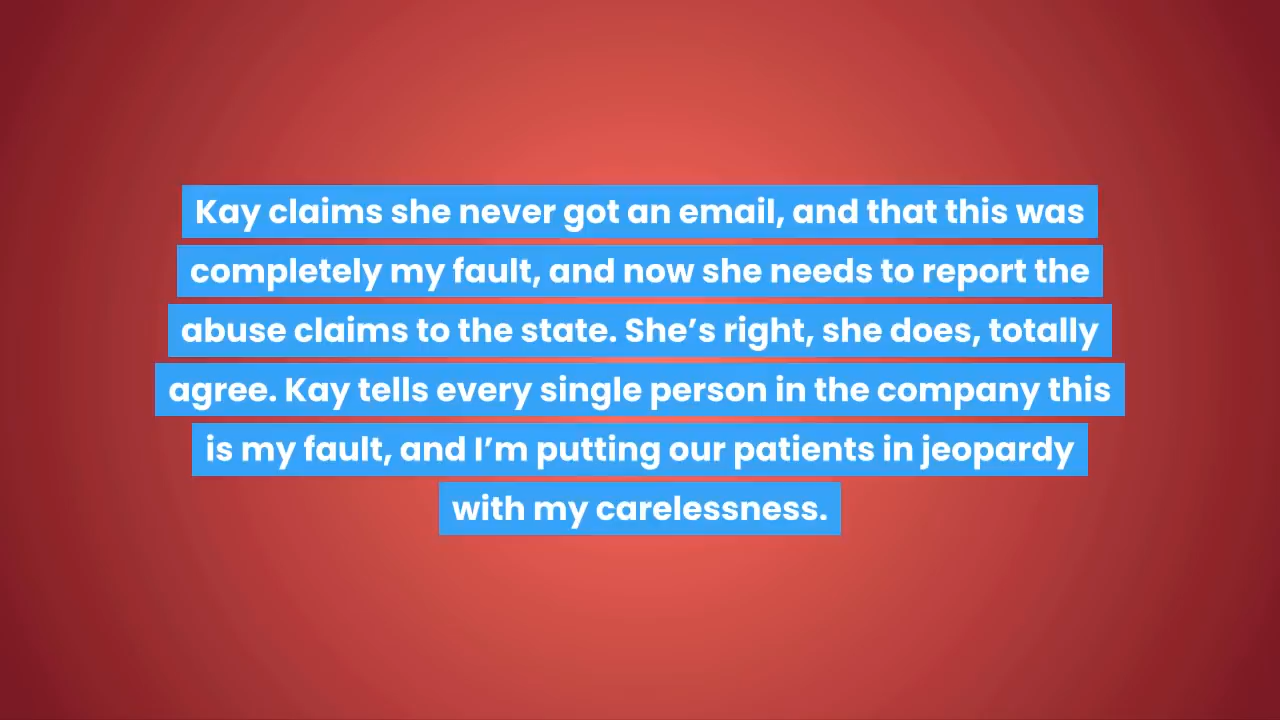 Kay claims she never got an email, and that this was
completely my fault, and now she needs to report the
abuse claims to the state. She’s right, she does, totally
agree. Kay tells every single person in the company this
is my fault, and I’m putting our patients in jeopardy
with my carelessness.